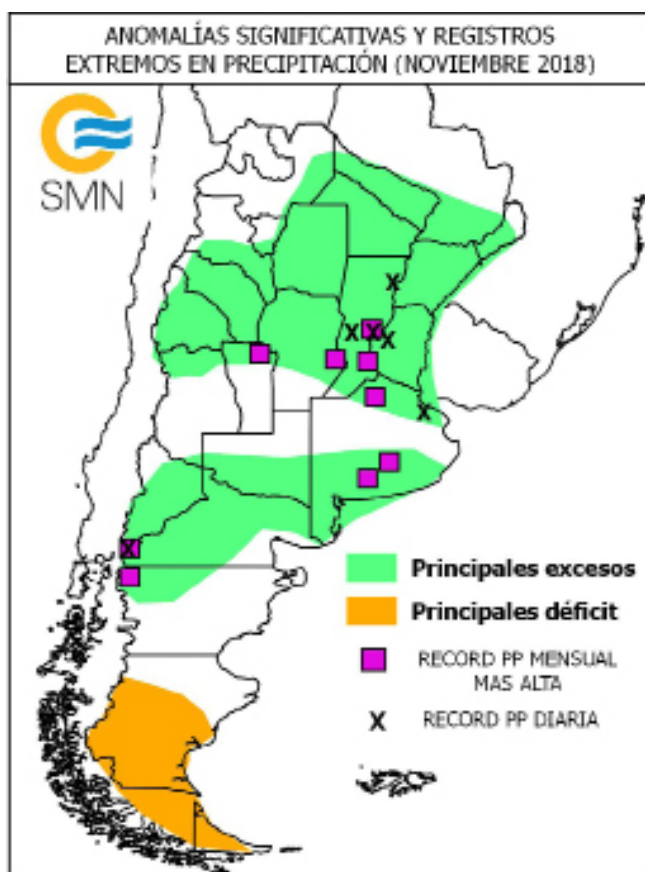 ANOMALÍAS SIGNIFICATIVAS Y REGISTROS
EXTREMOS EN PRECIPITACIÓN (NOVIEMBRE 2018)
SMN
Principales excesos
Principales déficit
RECORD PP MENSUAL
MAS ALTA
X RECORD PP DIARIA